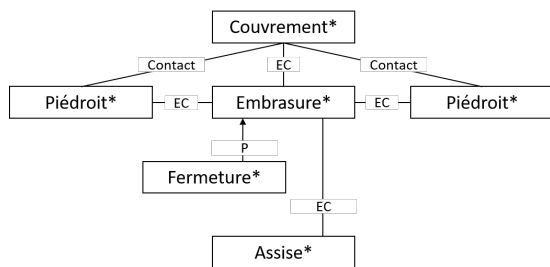 Couvrement*
Contact EC Contact
Piédroit* EC Embrasure* EC Piédroit*
P
Fermeture*
EC
Assise*